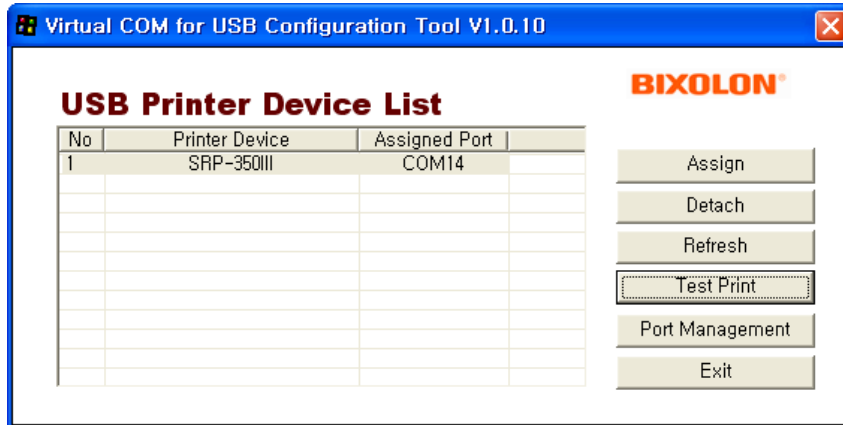 Virtual COM for USB Configuration Tool V1.0.10
BIXOLON®
USB Printer Device List
No Printer Device Assigned Port
1 SRP-350III COM14
Assign
Detach
Refresh
Test Print
Port Management
Exit